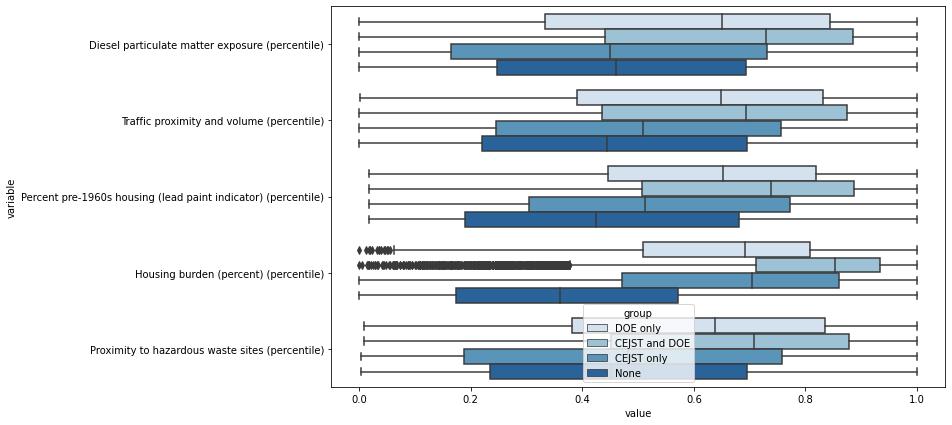 Diesel particulate matter exposure (percentile)
Traffic proximity and volume (percentile)
variable
Percent pre-1960s housing (lead paint indicator) (percentile)
Housing burden (percent) (percentile)
Proximity to hazardous waste sites (percentile)
group
DOE only
CEJST and DOE
CEJST only
None
0.0 0.2 0.4 0.6 0.8 1.0
value